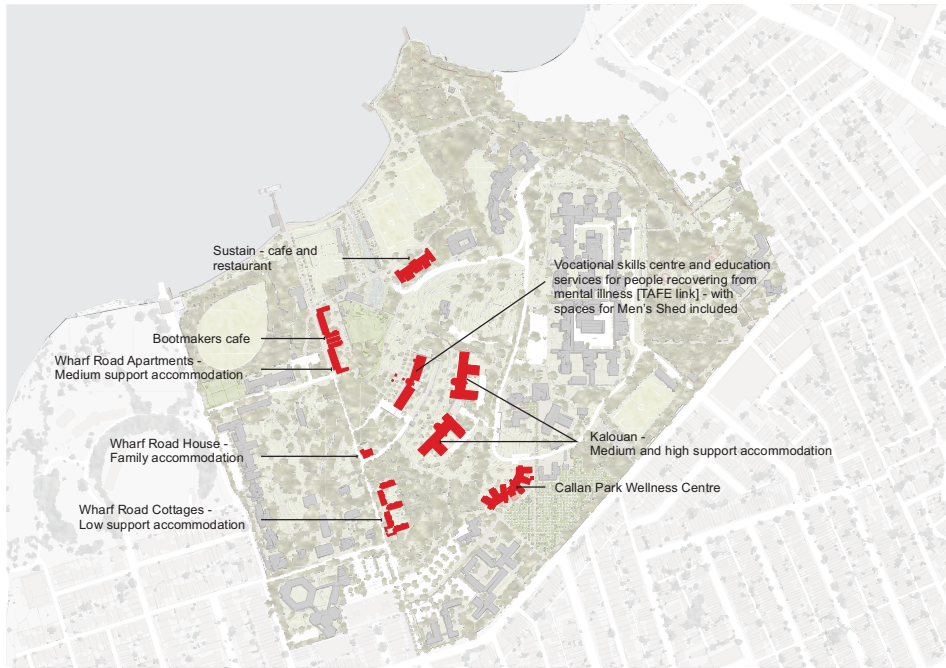 Sustain - cafe and
restaurant
Vocational skills centre and education
services for people recovering from
mental illness [TAFE link] - with
spaces for Men's Shed included
Bootmakers cafe
Wharf Road Apartments -
Medium support accommodation
Wharf Road House -
Family accommodation
Kalouan -
Medium and high support accommodation
Callan Park Wellness Centre
Wharf Road Cottages -
Low support accommodation